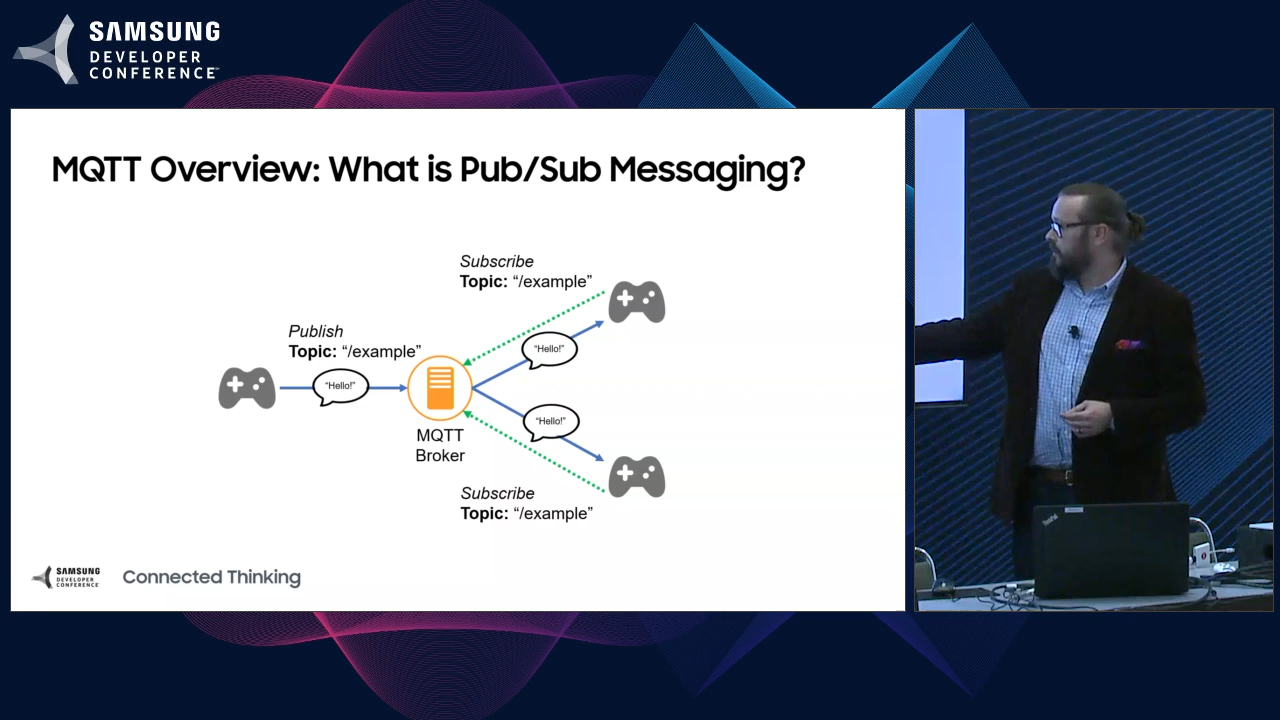 SAMSUNG
DEVELOPER
CONFERENCE
MQTT Overview: What is Pub/Sub Messaging?
Subscribe
Topic: “/example”
Publish
Topic: “/example”
“Hello!”
“Hello!”
“Hello!”
MQTT
Broker
Subscribe
Topic: “/example”
SAMSUNG
DEVELOPER
CONFERENCE
Connected Thinking
ThinkPad